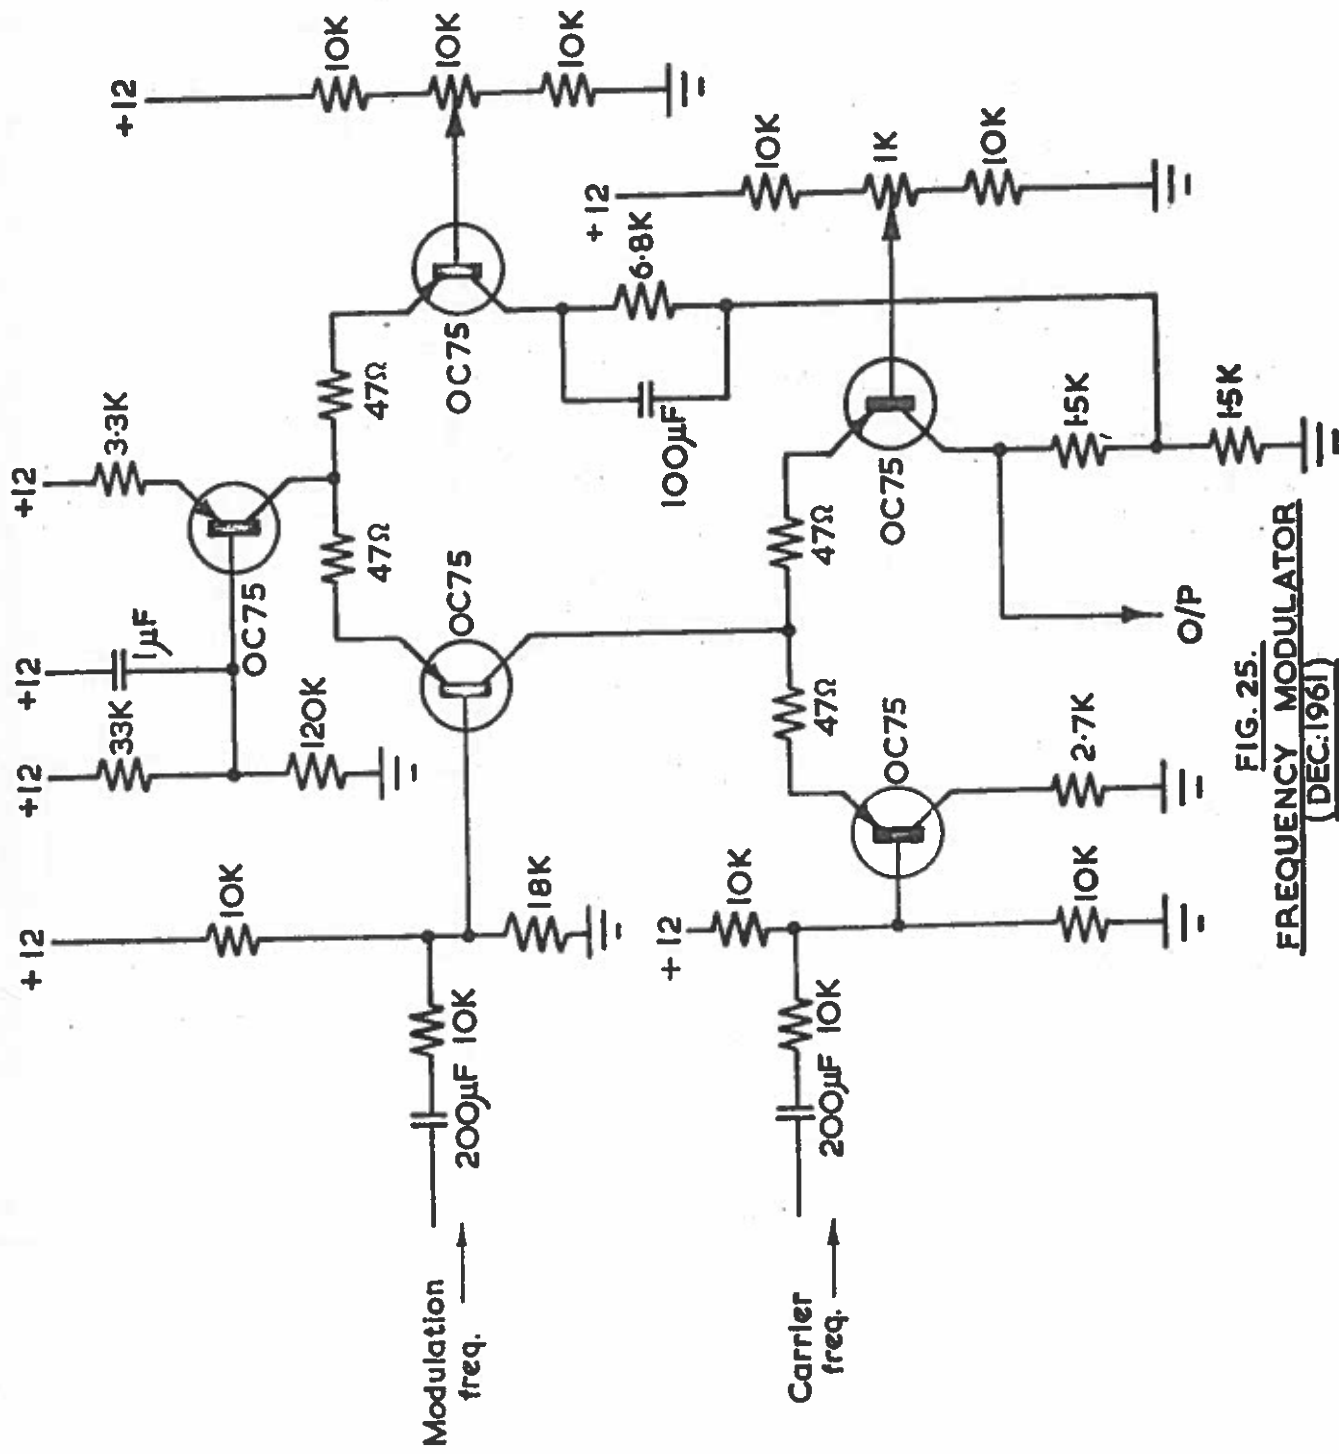 +12
+12
+12
+12
33K
1µF
3·3K
+12
10K
120K
OC75
10K
47Ω
47Ω
Modulation
freq.
200µF 10K
OC75
OC75
10K
18K
10K
+12
6·8K
+12
100µF
10K
10K
Carrier
freq.
200µF 10K
47Ω
47Ω
1K
OC75
OC75
10K
10K
2·7K
1·5K
O/P
1·5K
FIG. 25.
FREQUENCY MODULATOR
(DEC:1961)